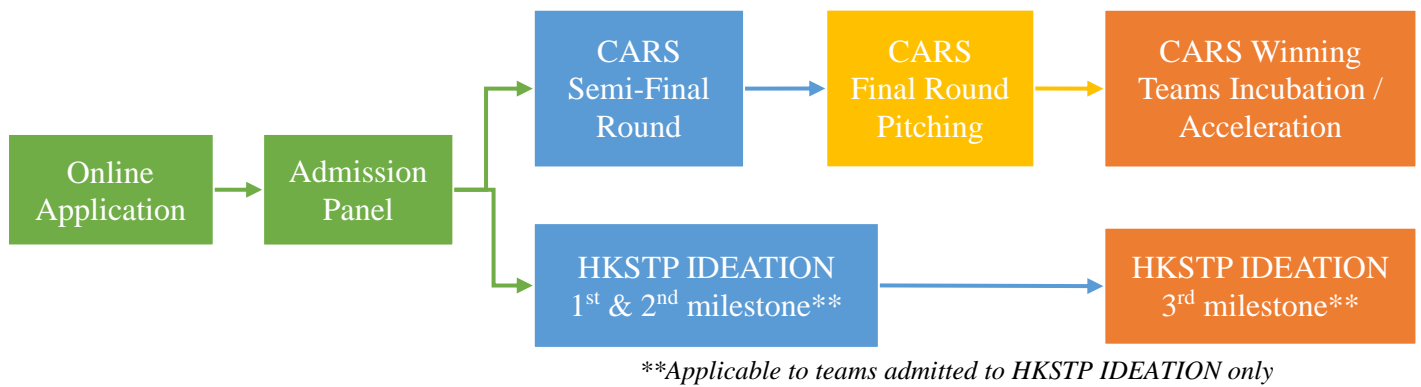 Online
Application
Admission
Panel
CARS
Semi-Final
Round
CARS
Final Round
Pitching
CARS Winning
Teams Incubation /
Acceleration
HKSTP IDEATION
1st & 2nd milestone**
HKSTP IDEATION
3rd milestone**
**Applicable to teams admitted to HKSTP IDEATION only